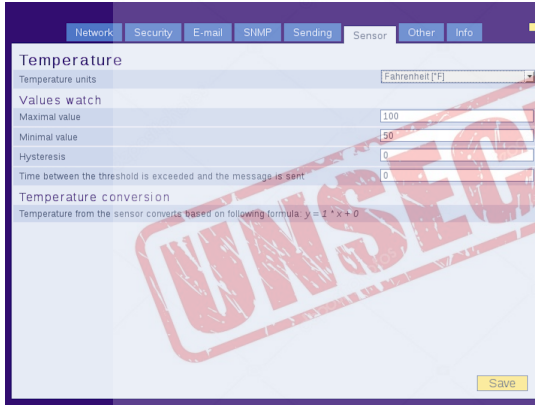 Network Security E-mail SNMP Sending Sensor Other Info
Temperature
Temperature units Fahrenheit [°F]
Values watch
Maximal value 100
Minimal value 50
Hysteresis 0
Time between the threshold is exceeded and the message is sent 0
Temperature conversion
Temperature from the sensor converts based on following formula: y = 1 * x + 0
UNSEC
Save